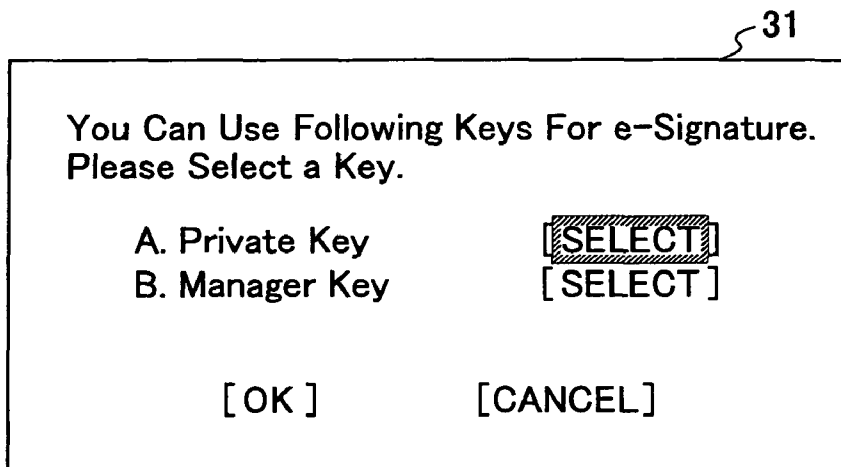 31
You Can Use Following Keys For e-Signature.
Please Select a Key.
A. Private Key [SELECT]
B. Manager Key [SELECT]
[OK] [CANCEL]